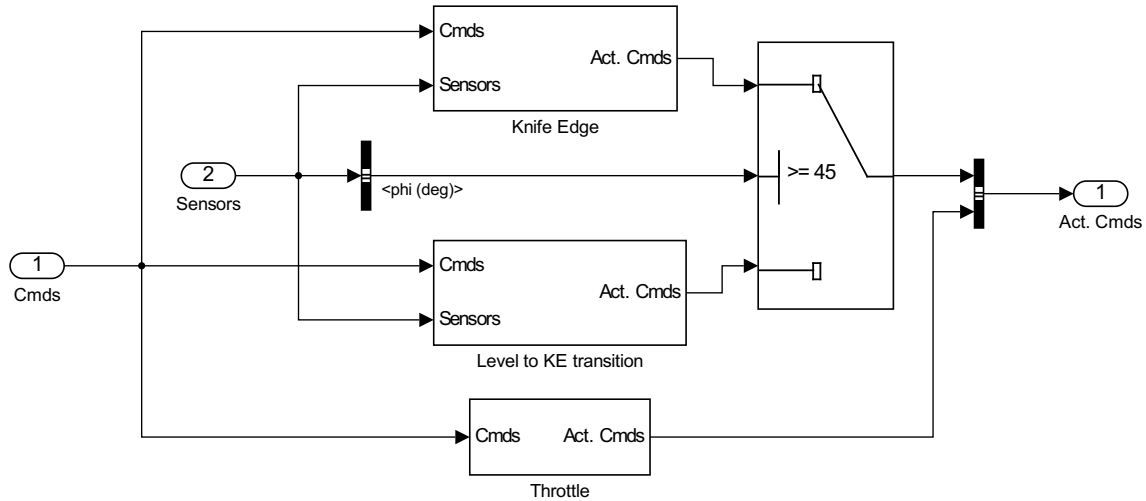 Cmds
Act. Cmds
Sensors
Knife Edge
2
Sensors
<phi (deg)>
>= 45
1
Act. Cmds
1
Cmds
Cmds
Act. Cmds
Sensors
Level to KE transition
Cmds
Act. Cmds
Throttle